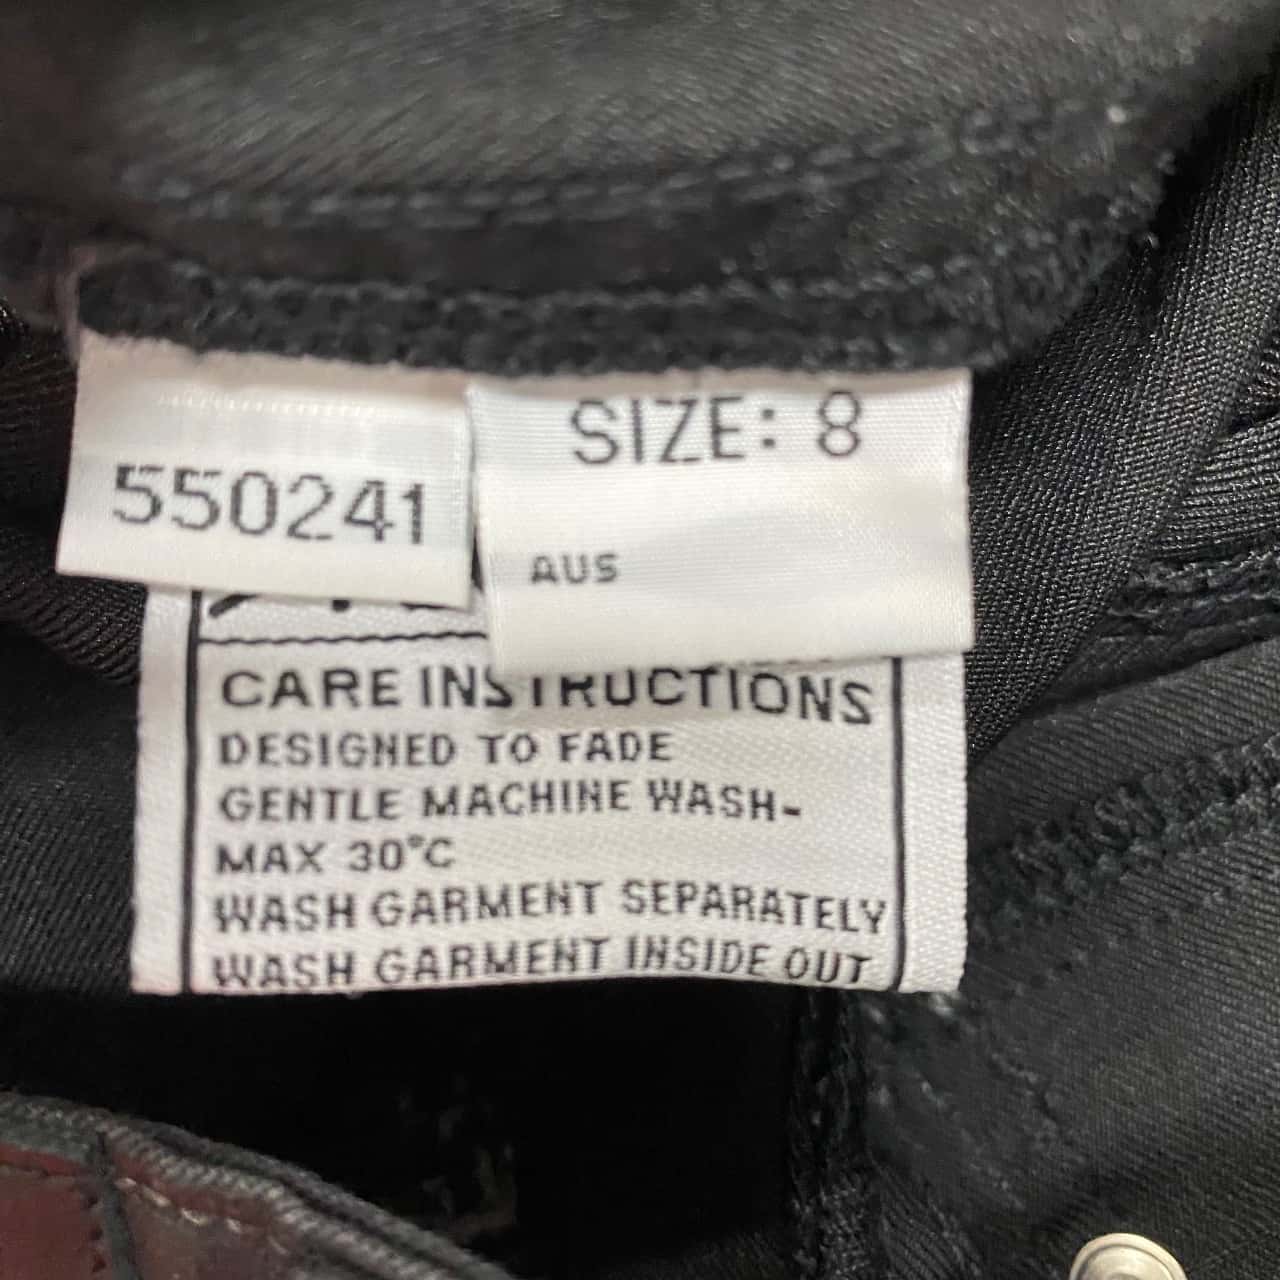 550241
SIZE: 8
AUS
CARE INSTRUCTIONS
DESIGNED TO FADE
GENTLE MACHINE WASH-
MAX 30°C
WASH GARMENT SEPARATELY
WASH GARMENT INSIDE OUT